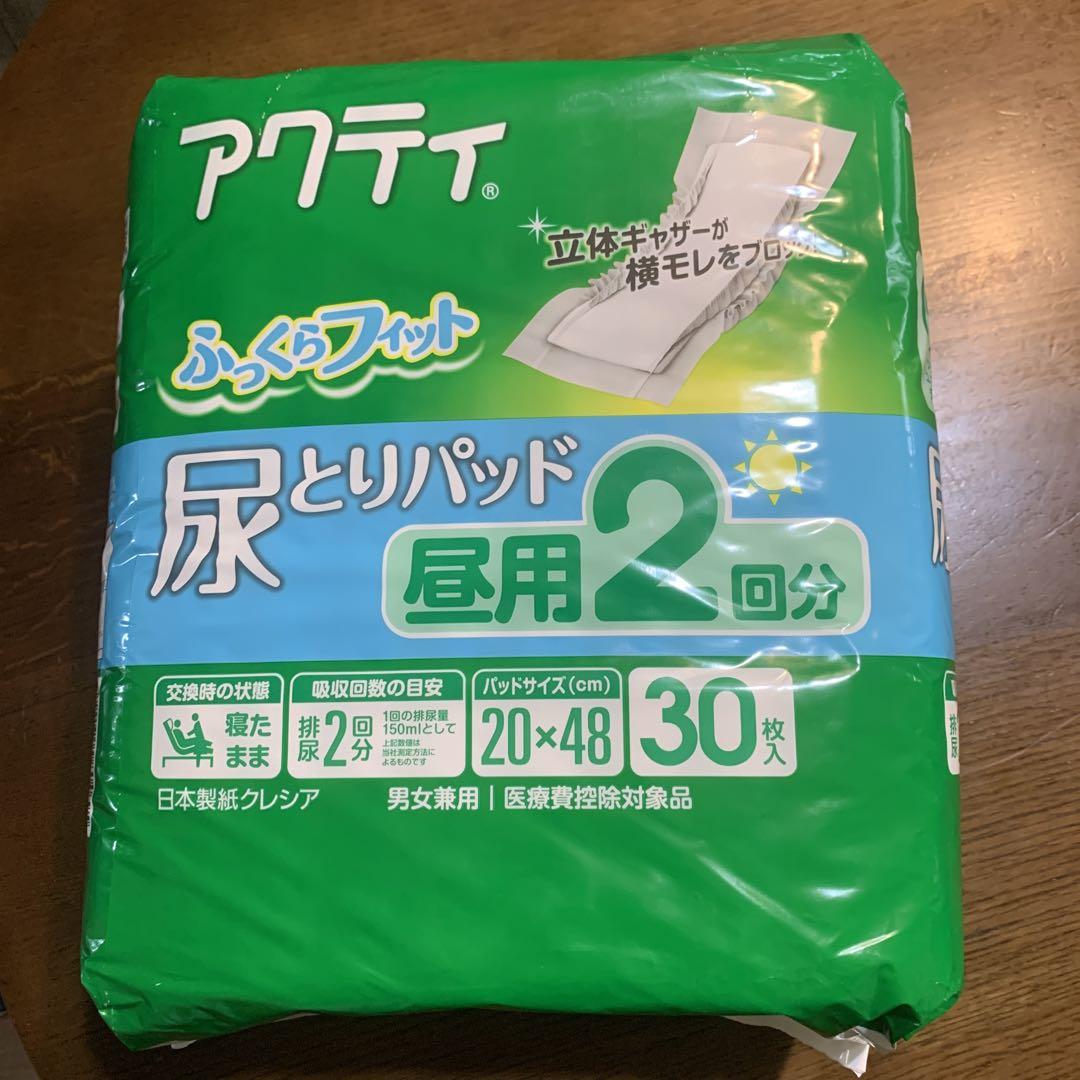 アクティ®
立体ギャザーが
横モレをブロック
ふっくらフィット
尿とりパッド
昼用2回分
交換時の状態
寝た
まま
吸収回数の目安
排尿2回分
1回の排尿量
150mlとして
上記数値は
当社測定方法に
よるものです
パッドサイズ(cm)
20×48
30枚入
日本製紙クレシア
男女兼用|医療費控除対象品